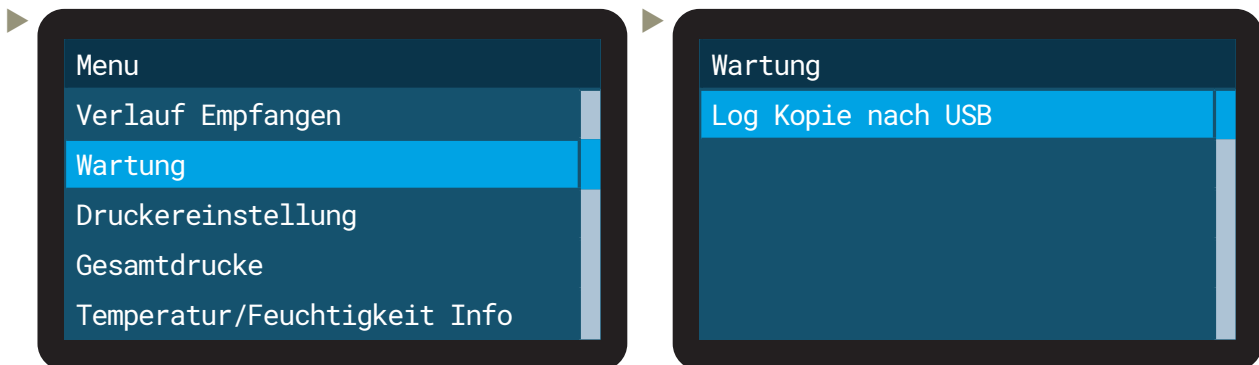 Menu
Verlauf Empfangen
Wartung
Druckereinstellung
Gesamtdrucke
Temperatur/Feuchtigkeit Info
Wartung
Log Kopie nach USB